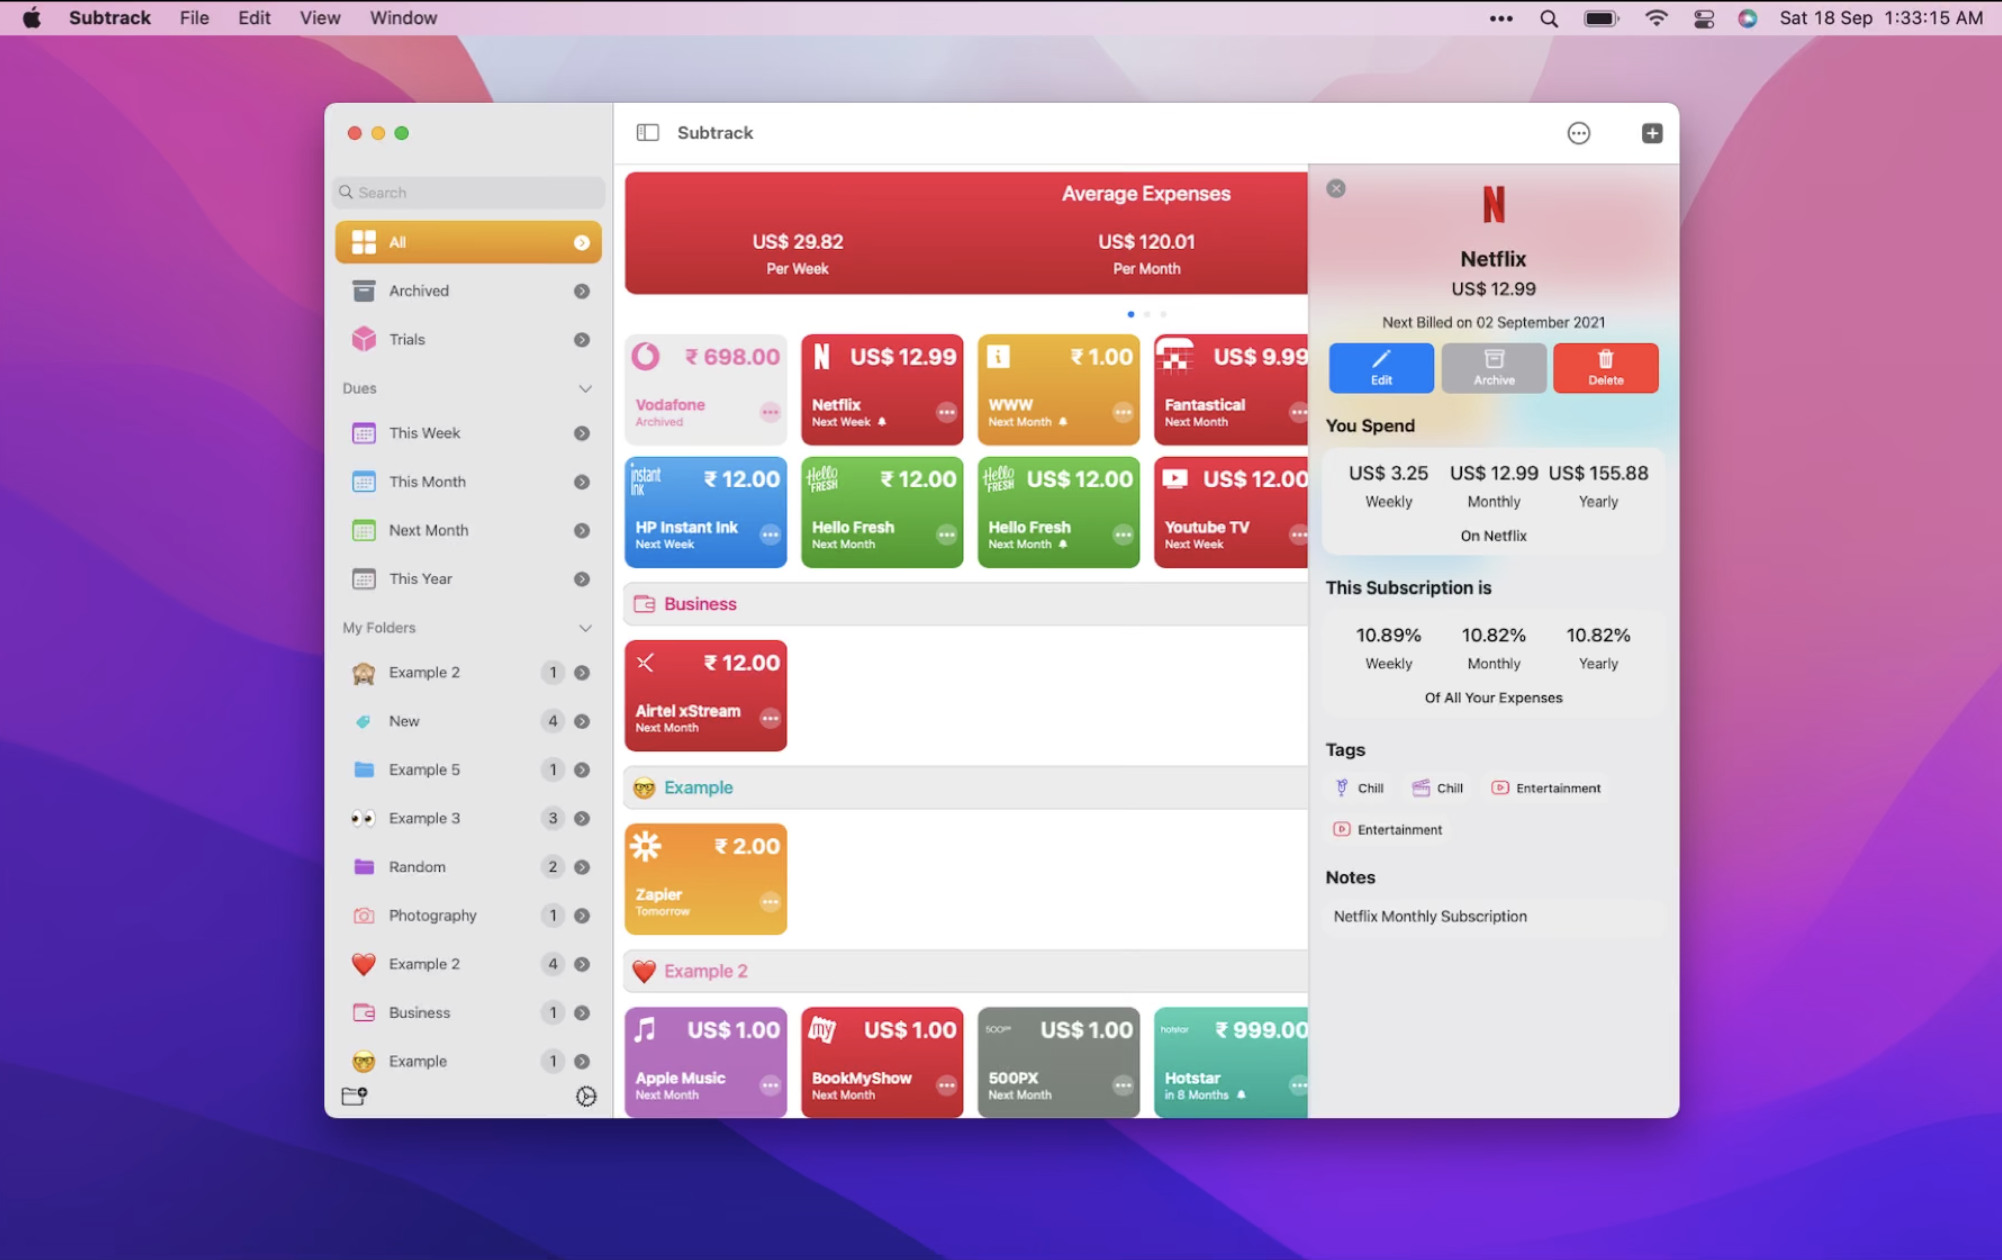 Subtrack File Edit View Window
Sat 18 Sep 1:33:15 AM
Subtrack
Search
All
Archived
Trials
Dues
This Week
This Month
Next Month
This Year
My Folders
Example 2 1
New 4
Example 5 1
Example 3 3
Random 2
Photography 1
Example 2 4
Business 1
Example 1
Average Expenses
US$ 29.82
Per Week
US$ 120.01
Per Month
₹ 698.00
Vodafone
Archived
N US$ 12.99
Netflix
Next Week
i ₹ 1.00
WWW
Next Month
US$ 9.99
Fantastical
Next Month
instant
ink
₹ 12.00
HP Instant Ink
Next Week
Hello
FRESH
₹ 12.00
Hello Fresh
Next Month
Hello
FRESH
US$ 12.00
Hello Fresh
Next Month
US$ 12.00
Youtube TV
Next Week
Business
₹ 12.00
Airtel xStream
Next Month
Example
₹ 2.00
Zapier
Tomorrow
Example 2
US$ 1.00
Apple Music
Next Month
my US$ 1.00
BookMyShow
Next Month
500px US$ 1.00
500PX
Next Month
hotstar ₹ 999.00
Hotstar
in 8 Months
N
Netflix
US$ 12.99
Next Billed on 02 September 2021
Edit
Archive
Delete
You Spend
US$ 3.25 US$ 12.99 US$ 155.88
Weekly Monthly Yearly
On Netflix
This Subscription is
10.89% 10.82% 10.82%
Weekly Monthly Yearly
Of All Your Expenses
Tags
Chill Chill Entertainment
Entertainment
Notes
Netflix Monthly Subscription